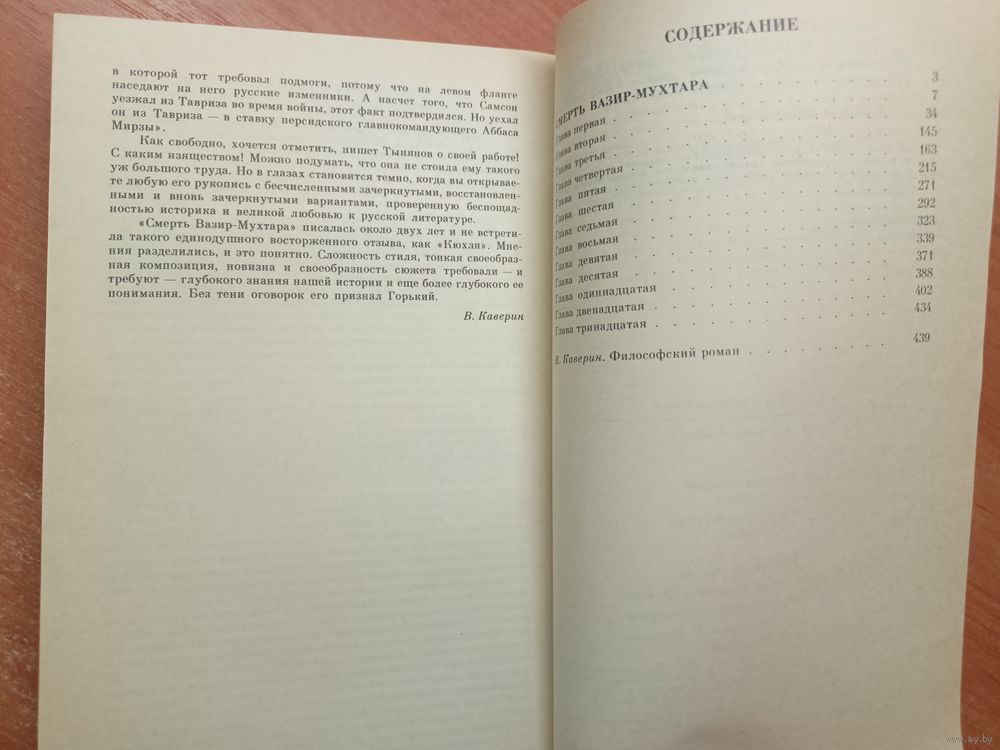 в которой тот требовал подмоги, потому что на левом фланге
наседают на него русские изменники. А насчет того, что Самсон
уезжал из Тавриза во время войны, этот факт подтвердился. Но уехал
он из Тавриза — в ставку персидского главнокомандующего Аббаса
Мирзы».
Как свободно, хочется отметить, пишет Тынянов о своей работе!
С каким изяществом! Можно подумать, что она не стоила ему такого
уж большого труда. Но в глазах становится темно, когда вы открывае-
те любую его рукопись с бесчисленными зачеркнутыми, восстановлен-
ными и вновь зачеркнутыми вариантами, проверенную беспощад-
ностью историка и великой любовью к русской литературе.
«Смерть Вазир-Мухтара» писалась около двух лет и не встрети-
ла такого единодушного восторженного отзыва, как «Кюхля». Мне-
ния разделились, и это понятно. Сложность стиля, тонкая своеобраз-
ная композиция, новизна и своеобразность сюжета требовали — и
требуют — глубокого знания нашей истории и еще более глубокого ее
понимания. Без тени оговорок его признал Горький.
В. Каверин
СОДЕРЖАНИЕ
СМЕРТЬ ВАЗИР-МУХТАРА . . . . . . . . 3
Глава первая . . . . . . . . . . 7
Глава вторая . . . . . . . . . . 34
Глава третья . . . . . . . . . . 145
Глава четвертая . . . . . . . . . . 163
Глава пятая . . . . . . . . . . 215
Глава шестая . . . . . . . . . . 271
Глава седьмая . . . . . . . . . . 292
Глава восьмая . . . . . . . . . . 323
Глава девятая . . . . . . . . . . 339
Глава десятая . . . . . . . . . . 371
Глава одиннадцатая . . . . . . . . . 388
Глава двенадцатая . . . . . . . . . 402
Глава тринадцатая . . . . . . . . . 434
В. Каверин. Философский роман . . . . . . . 439
www.ay.by